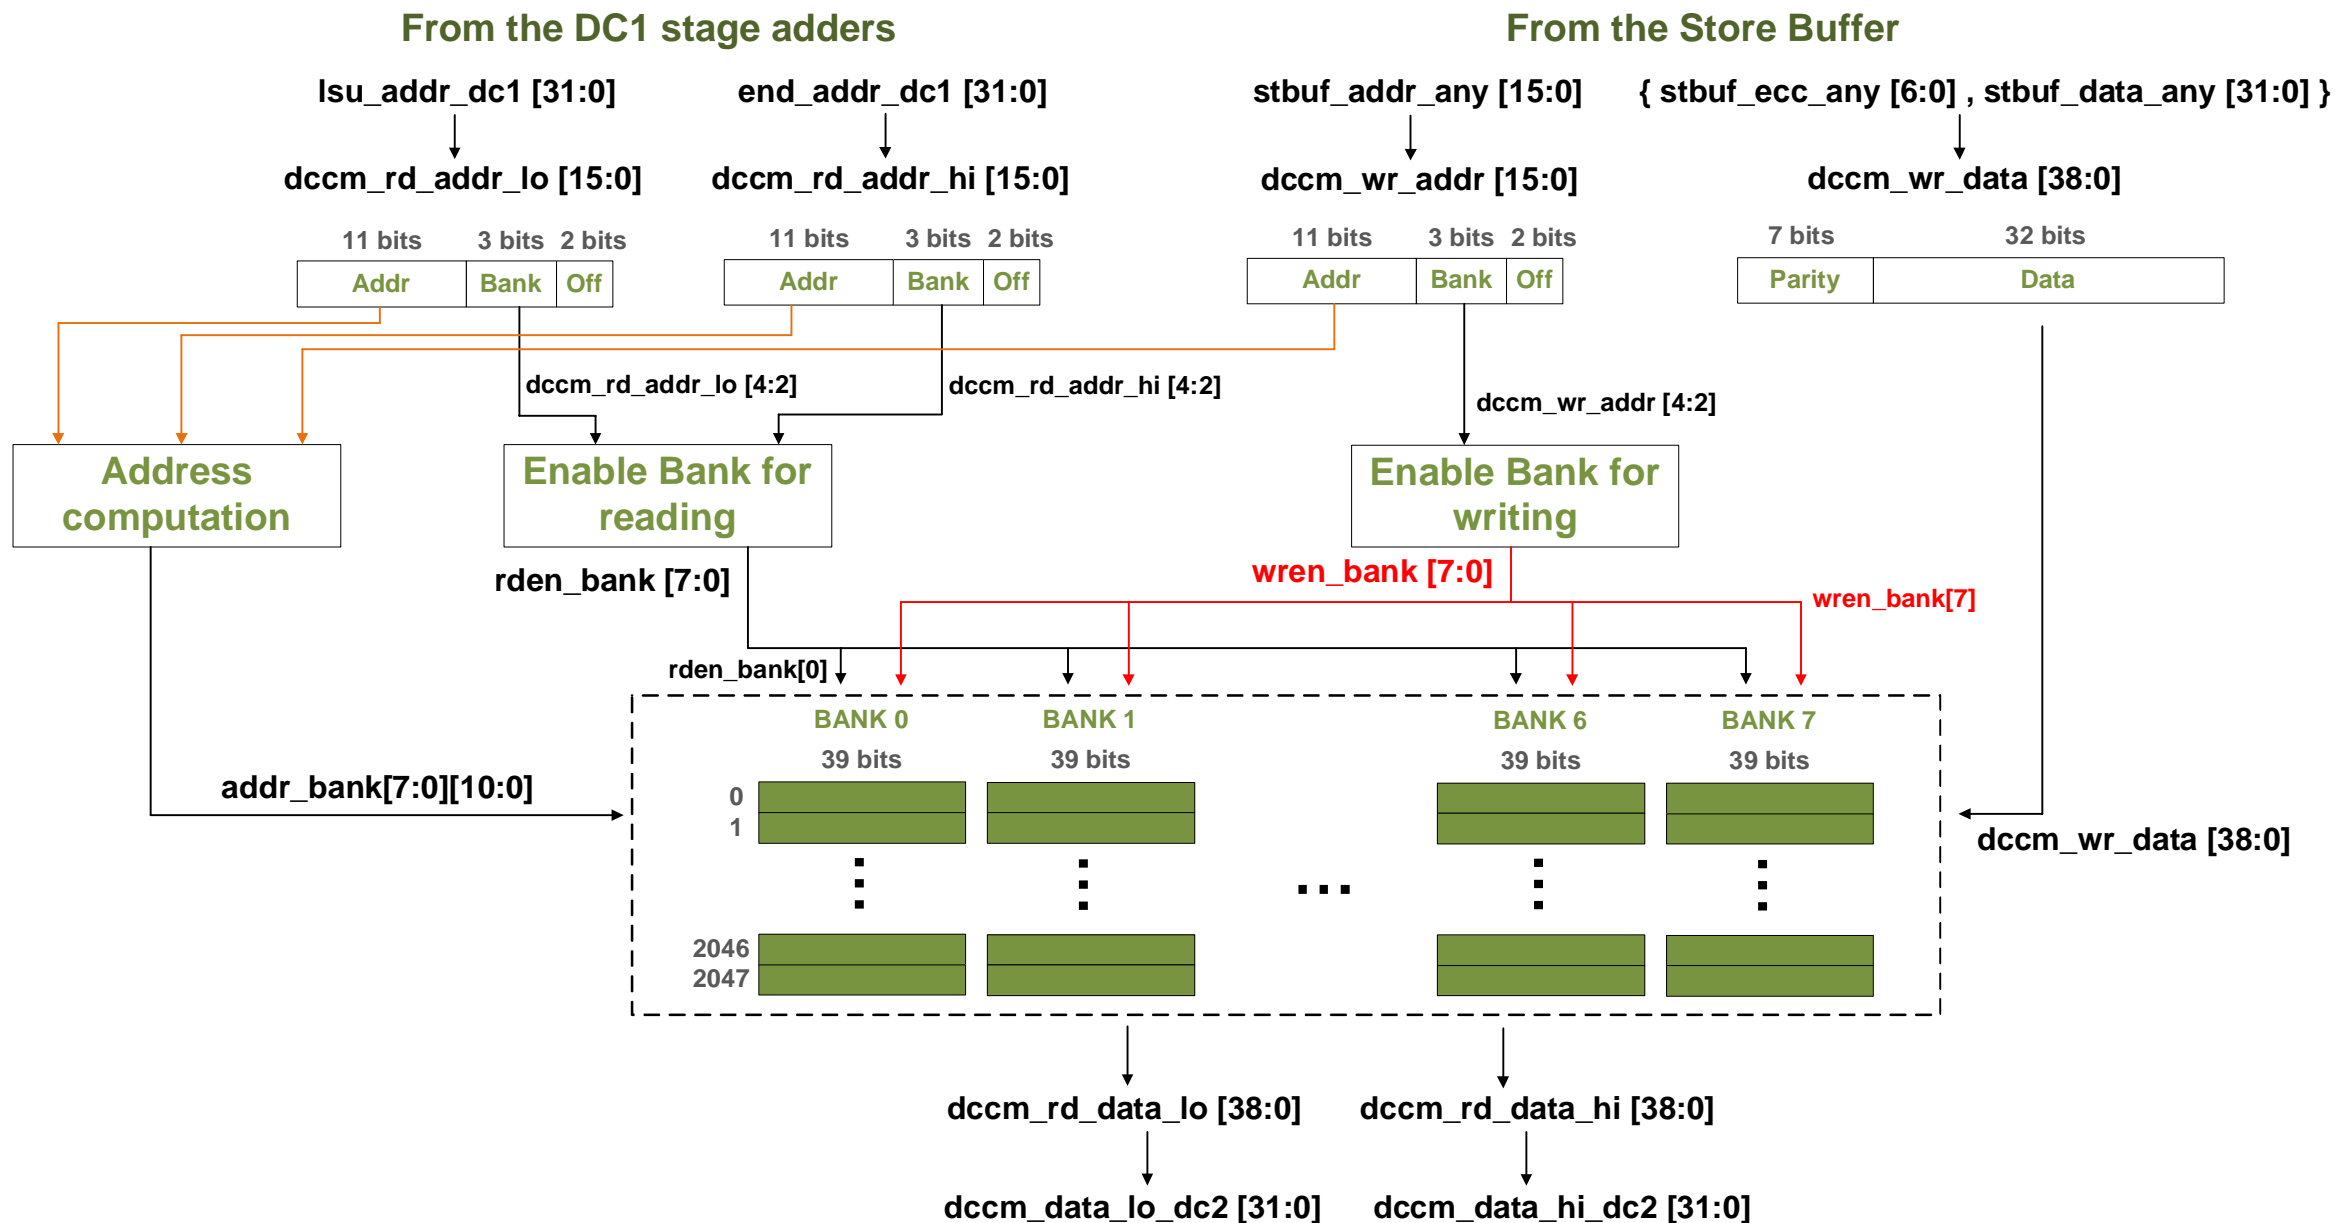 From the DC1 stage adders
From the Store Buffer
lsu_addr_dc1 [31:0]
end_addr_dc1 [31:0]
stbuf_addr_any [15:0]
{ stbuf_ecc_any [6:0] , stbuf_data_any [31:0] }
dccm_rd_addr_lo [15:0]
dccm_rd_addr_hi [15:0]
dccm_wr_addr [15:0]
dccm_wr_data [38:0]
11 bits 3 bits 2 bits
11 bits 3 bits 2 bits
11 bits 3 bits 2 bits
7 bits 32 bits
Addr Bank Off
Addr Bank Off
Addr Bank Off
Parity Data
dccm_rd_addr_lo [4:2]
dccm_rd_addr_hi [4:2]
dccm_wr_addr [4:2]
Address
computation
Enable Bank for
reading
Enable Bank for
writing
rden_bank [7:0]
wren_bank [7:0]
wren_bank[7]
rden_bank[0]
BANK 0
BANK 1
BANK 6
BANK 7
39 bits
39 bits
39 bits
39 bits
addr_bank[7:0][10:0]
0
1
...
2046
2047
dccm_wr_data [38:0]
dccm_rd_data_lo [38:0]
dccm_rd_data_hi [38:0]
dccm_data_lo_dc2 [31:0]
dccm_data_hi_dc2 [31:0]